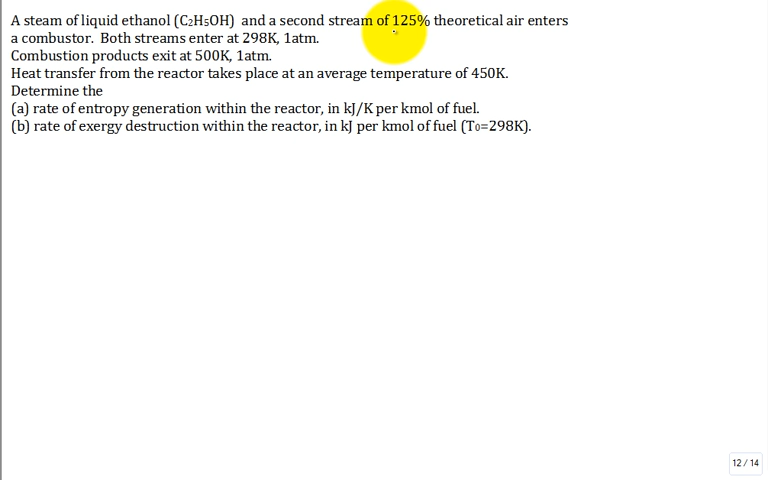 A steam of liquid ethanol (C₂H₅OH) and a second stream of 125% theoretical air enters
a combustor. Both streams enter at 298K, 1atm.
Combustion products exit at 500K, 1atm.
Heat transfer from the reactor takes place at an average temperature of 450K.
Determine the
(a) rate of entropy generation within the reactor, in kJ/K per kmol of fuel.
(b) rate of exergy destruction within the reactor, in kJ per kmol of fuel (T₀=298K).
12 / 14